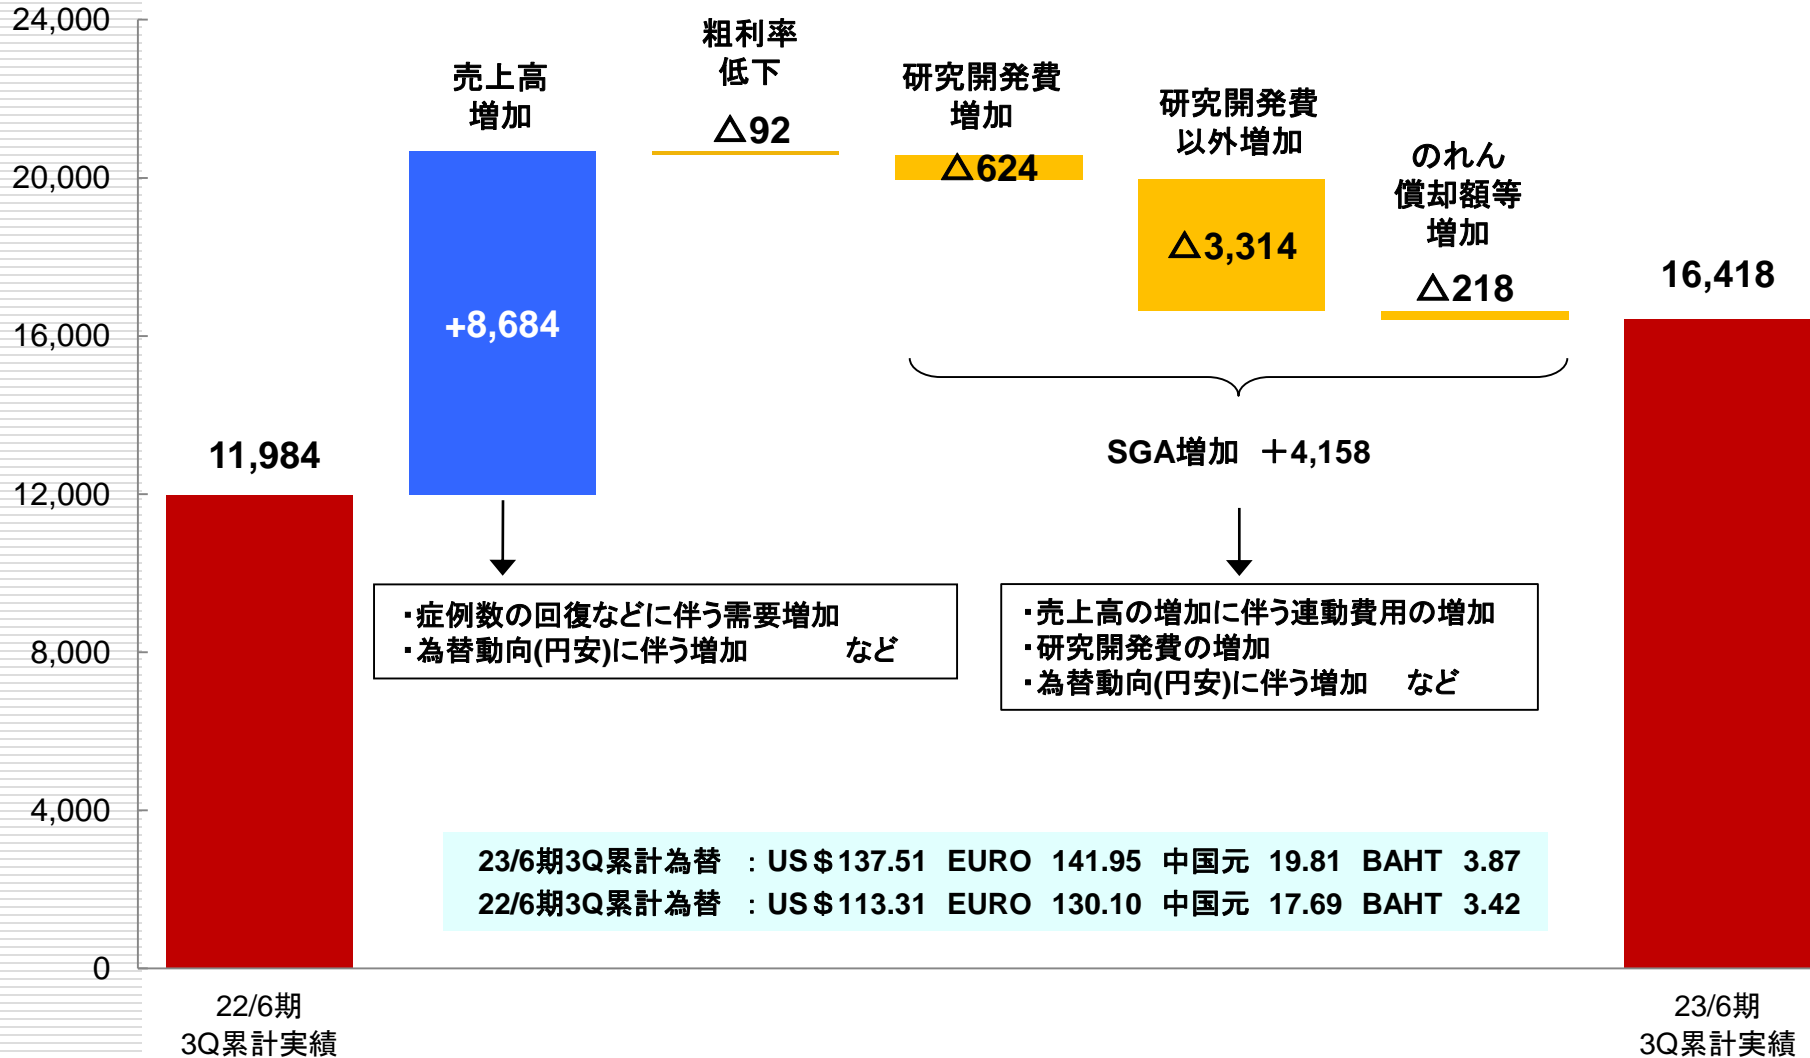 24,000
20,000
16,000
12,000
8,000
4,000
0
11,984
売上高
増加
+8,684
粗利率
低下
△92
研究開発費
増加
△624
研究開発費
以外増加
△3,314
のれん
償却額等
増加
△218
16,418
SGA増加 ＋4,158
・症例数の回復などに伴う需要増加
・為替動向(円安)に伴う増加 など
・売上高の増加に伴う連動費用の増加
・研究開発費の増加
・為替動向(円安)に伴う増加 など
23/6期3Q累計為替 ：US＄137.51 EURO 141.95 中国元 19.81 BAHT 3.87
22/6期3Q累計為替 ：US＄113.31 EURO 130.10 中国元 17.69 BAHT 3.42
22/6期
3Q累計実績
23/6期
3Q累計実績